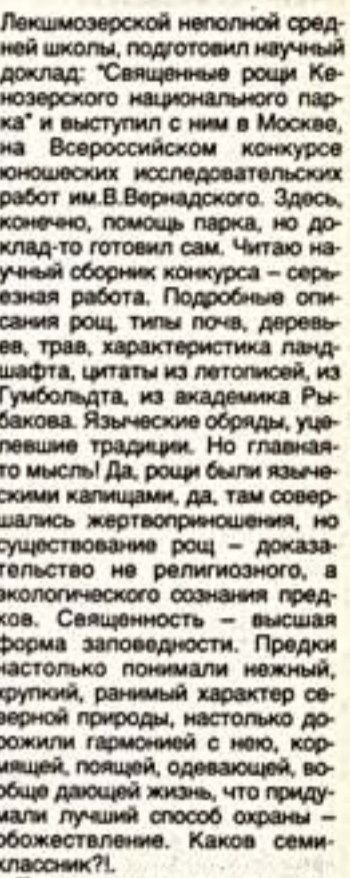 Лекшмозерской неполной сред-
ней школы, подготовил научный
доклад: "Священные рощи Ке-
нозерского национального пар-
ка" и выступил с ним в Москве,
на Всероссийском конкурсе
юношеских исследовательских
работ им.В.Вернадского. Здесь,
конечно, помощь парка, но до-
клад-то готовил сам. Читаю на-
учный сборник конкурса – серь-
езная работа. Подробные опи-
сания рощ, типы почв, деревь-
ев, трав, характеристика ланд-
шафта, цитаты из летописей, из
Гумбольдта, из академика Ры-
бакова. Языческие обряды, уце-
левшие традиции. Но главная-
то мысль! Да, рощи были языче-
скими капищами, да, там совер-
шались жертвоприношения, но
существование рощ – доказа-
тельство не религиозного, а
экологического сознания пред-
ков. Священность – высшая
форма заповедности. Предки
настолько понимали нежный,
хрупкий, ранимый характер се-
верной природы, настолько до-
рожили гармонией с нею, кор-
мящей, поящей, одевающей, во-
обще дающей жизнь, что приду-
мали лучший способ охраны –
обожествление. Каков семи-
классник?!.